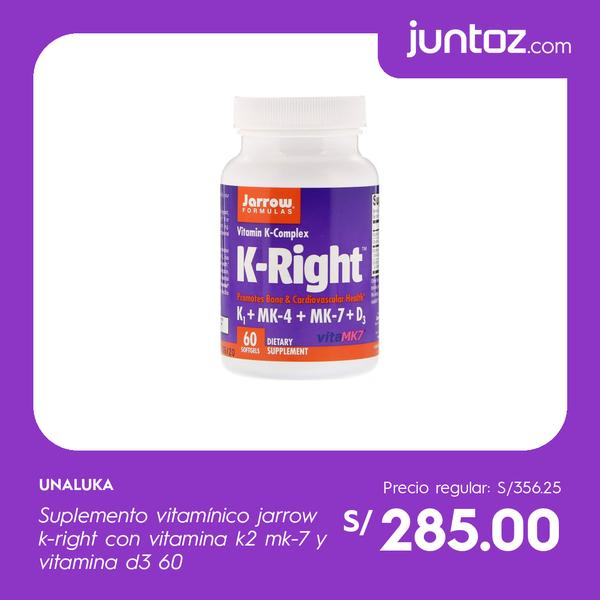 juntoz.com
Jarrow
FORMULAS
Vitamin K-Complex
K-Right™
Promotes Bone & Cardiovascular Health*
K₁ + MK-4 + MK-7 + D₃
60 DIETARY
SOFTGELS SUPPLEMENT
vitaMK7
UNALUKA
Suplemento vitamínico jarrow
k-right con vitamina k2 mk-7 y
vitamina d3 60
Precio regular: S/356.25
S/ 285.00